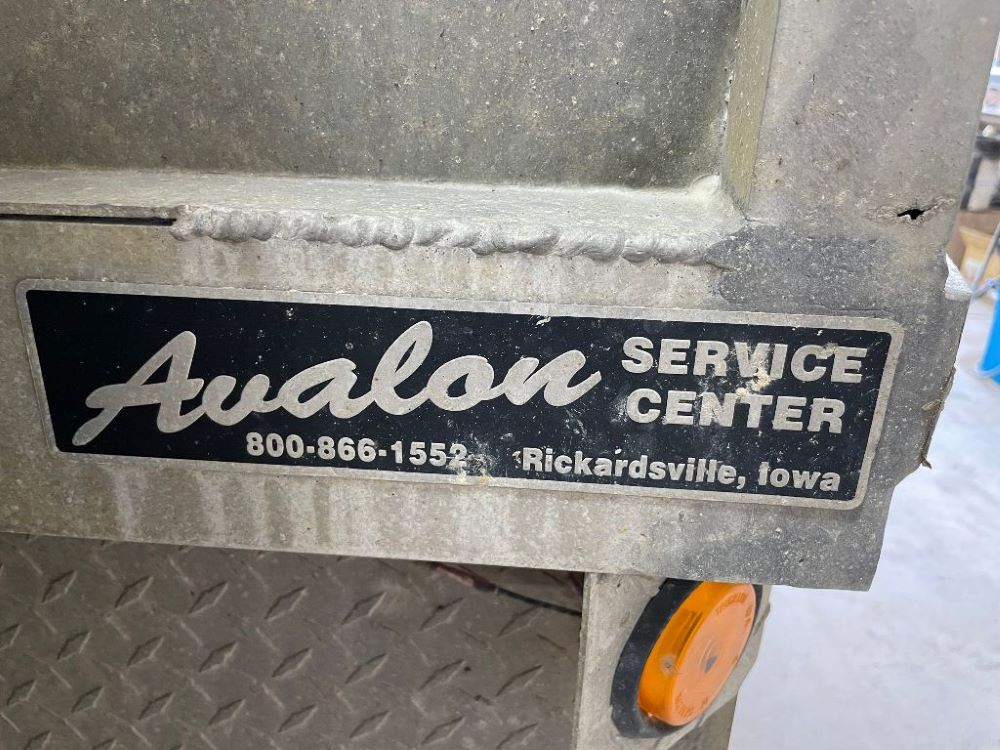 Avalon SERVICE
CENTER
800-866-1552 Rickardsville, Iowa